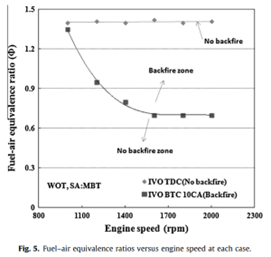 1.5
No backfire
1.2
Backfire zone
0.9
0.6
No backfire zone
0.3
WOT, SA:MBT
IVO TDC(No backfire)
IVO BTC 10CA(Backfire)
0
800
1100
1400
1700
2000
2300
Fuel-air equivalence ratio (Φ)
Engine speed (rpm)
Fig. 5. Fuel–air equivalence ratios versus engine speed at each case.